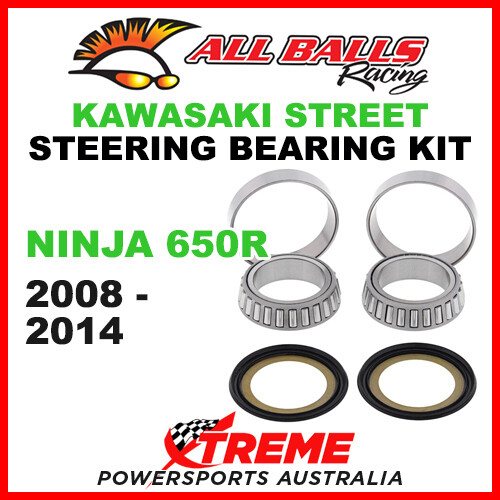 ALL BALLS
Racing
KAWASAKI STREET
STEERING BEARING KIT
NINJA 650R
2008 -
2014
XTREME
POWERSPORTS AUSTRALIA